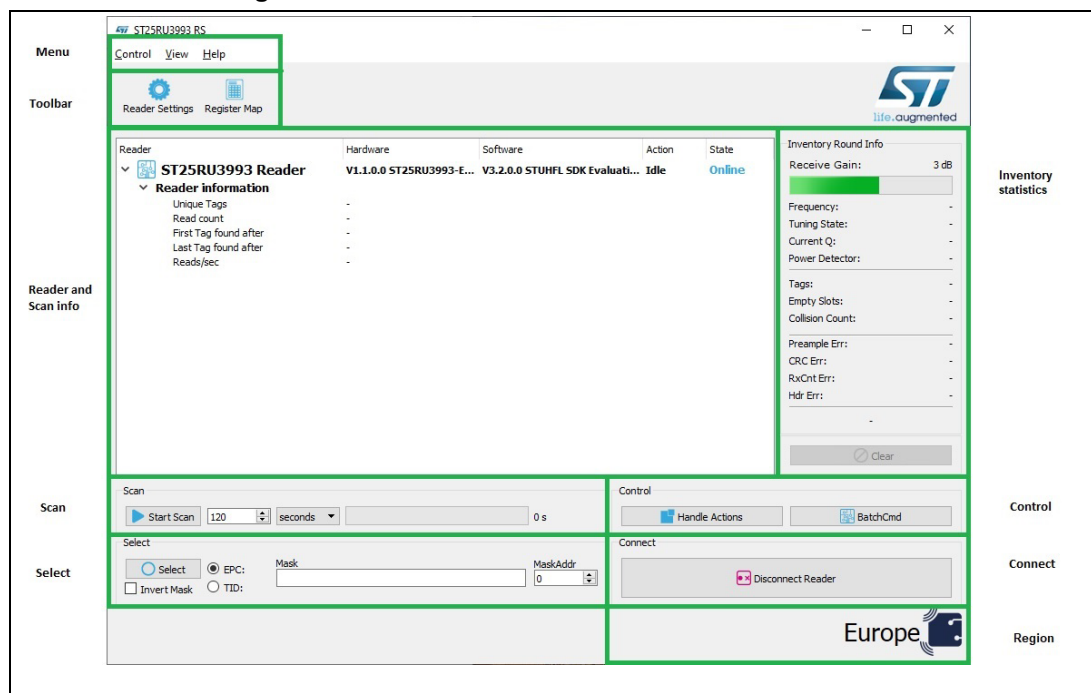 ST25RU3993 RS
Menu
Control View Help
Toolbar
Reader Settings Register Map
ST
life.augmented
Reader Hardware Software Action State
ST25RU3993 Reader V1.1.0.0 ST25RU3993-E... V3.2.0.0 STUHFL SDK Evaluati... Idle Online
Reader information
Unique Tags -
Read count -
First Tag found after -
Last Tag found after -
Reads/sec -
Reader and
Scan info
Inventory Round Info
Receive Gain: 3 dB
Frequency: -
Tuning State: -
Current Q: -
Power Detector: -
Tags: -
Empty Slots: -
Collision Count: -
Preample Err: -
CRC Err: -
RxCnt Err: -
Hdr Err: -
-
Clear
Inventory
statistics
Scan
Scan
Start Scan 120 seconds 0 s
Control
Handle Actions BatchCmd
Control
Select
Select
Select EPC: Mask MaskAddr
0
Invert Mask TID:
Connect
Disconnect Reader
Connect
Europe
Region